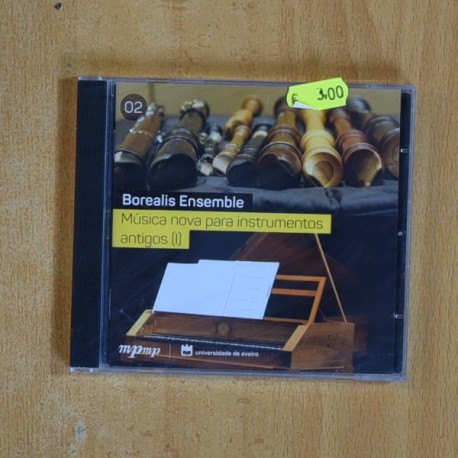 € 3,00
02
Borealis Ensemble
Música nova para instrumentos
antigos (I)
mpmp
universidade de aveiro